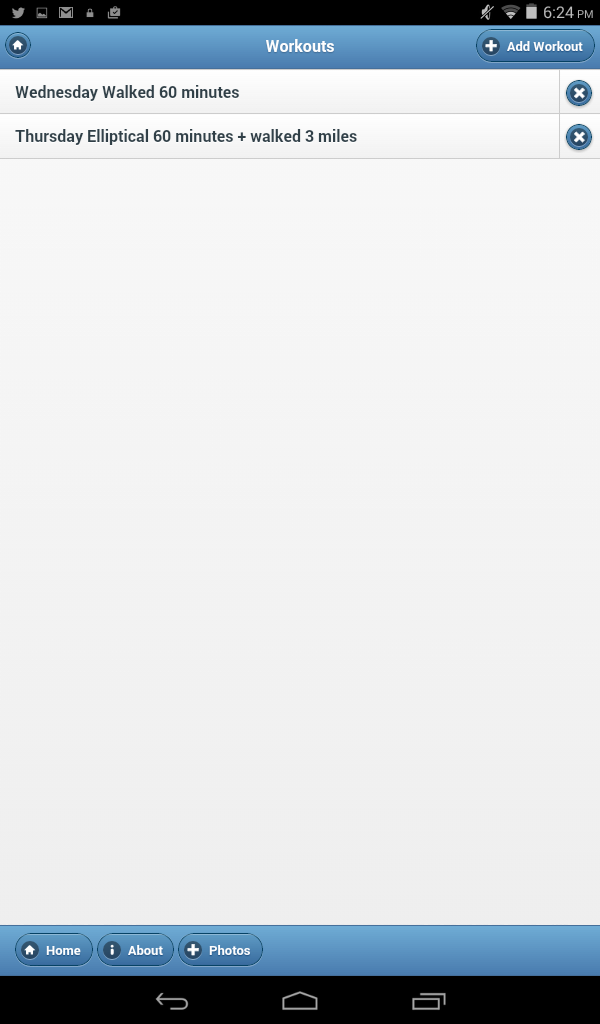 6:24 PM
Workouts
Add Workout
Wednesday Walked 60 minutes
Thursday Elliptical 60 minutes + walked 3 miles
Home
About
Photos